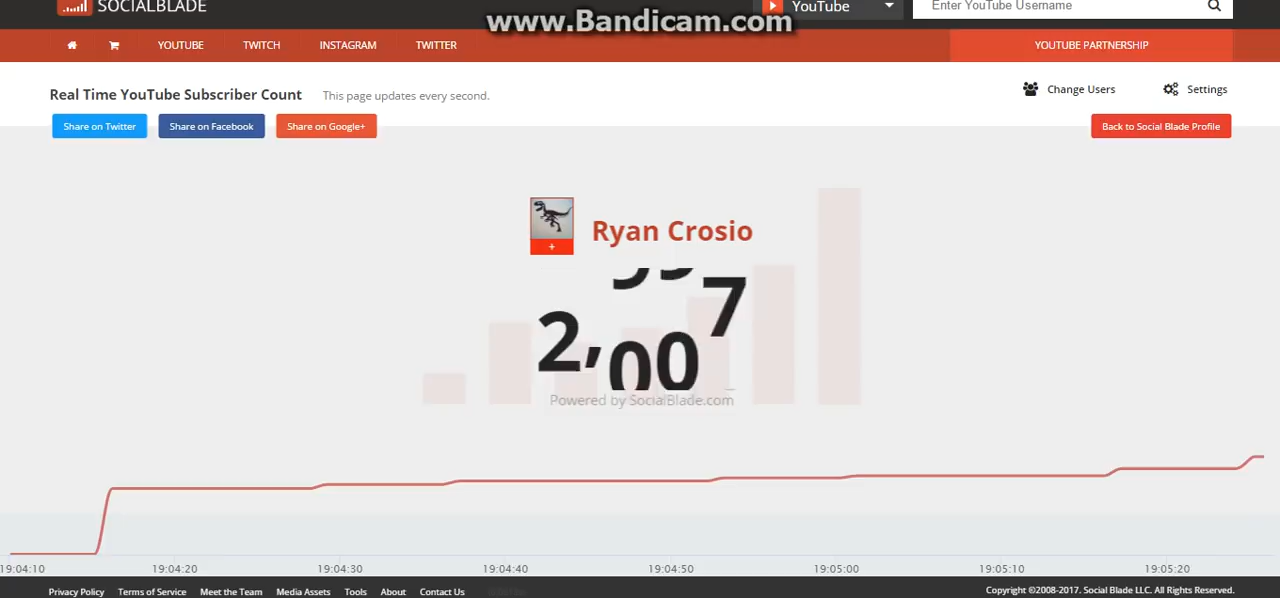 SOCIALBLADE
www.Bandicam.com
YouTube
Enter YouTube Username
YOUTUBE
TWITCH
INSTAGRAM
TWITTER
YOUTUBE PARTNERSHIP
Real Time YouTube Subscriber Count
This page updates every second.
Change Users
Settings
Share on Twitter
Share on Facebook
Share on Google+
Back to Social Blade Profile
+
Ryan Crosio
2,007
Powered by SocialBlade.com
19:04:10
19:04:20
19:04:30
19:04:40
19:04:50
19:05:00
19:05:10
19:05:20
Privacy Policy
Terms of Service
Meet the Team
Media Assets
Tools
About
Contact Us
Copyright ©2008-2017. Social Blade LLC. All Rights Reserved.